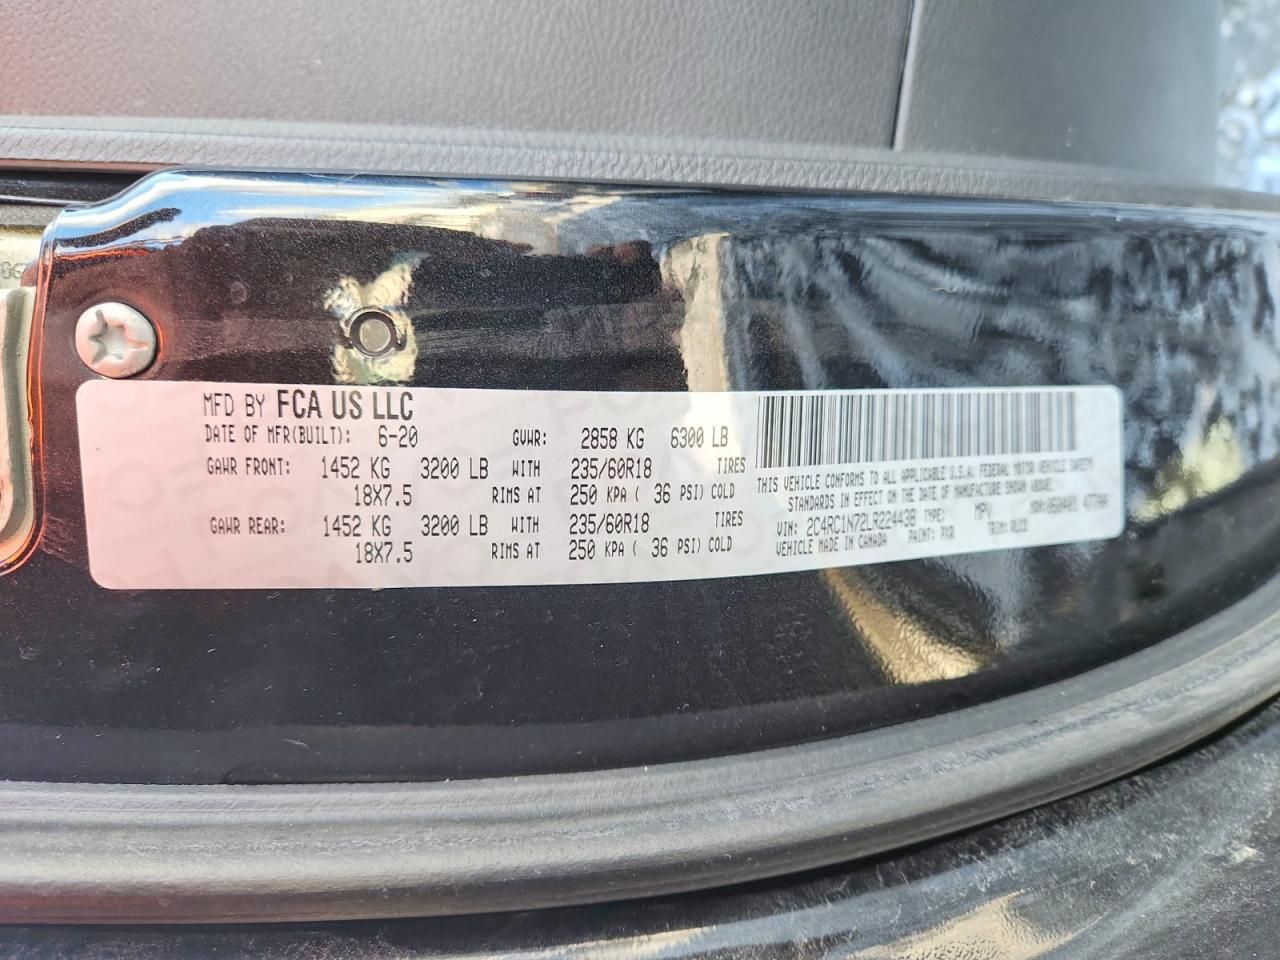 MFD BY FCA US LLC
DATE OF MFR(BUILT): 6-20 GVWR: 2858 KG 6300 LB
GAWR FRONT: 1452 KG 3200 LB WITH 235/60R18 TIRES
18X7.5 RIMS AT 250 KPA ( 36 PSI) COLD
GAWR REAR: 1452 KG 3200 LB WITH 235/60R18 TIRES
18X7.5 RIMS AT 250 KPA ( 36 PSI) COLD
THIS VEHICLE CONFORMS TO ALL APPLICABLE U.S.A. FEDERAL MOTOR VEHICLE SAFETY
STANDARDS IN EFFECT ON THE DATE OF MANUFACTURE SHOWN ABOVE.
VIN: 2C4RC1N72LR224438 TYPE: MPV MDH:060401 477AA
VEHICLE MADE IN CANADA PAINT: PXR TRIM: